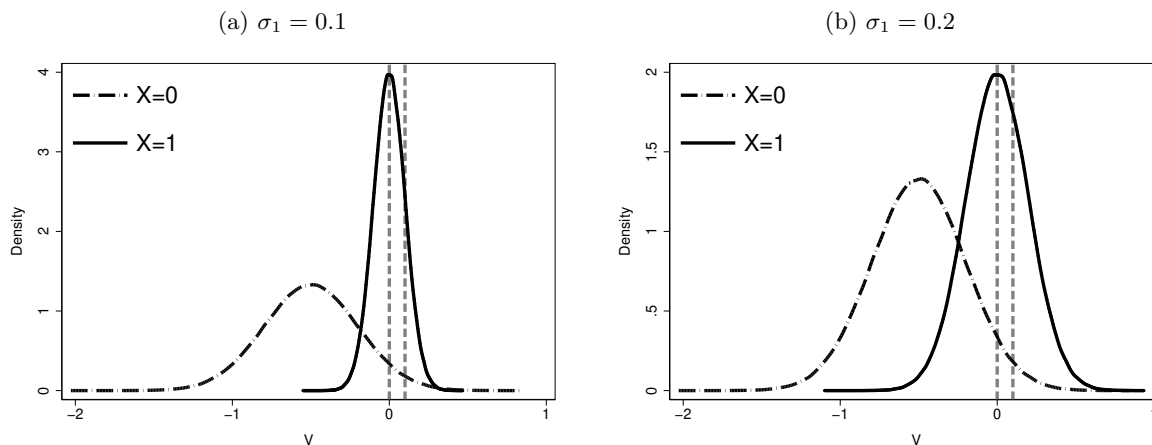 (a) σ₁ = 0.1
Density
4
3
2
1
0
X=0
X=1
−2 −1 0 1
V
(b) σ₁ = 0.2
Density
2
1.5
1
.5
0
X=0
X=1
−2 −1 0 1
V